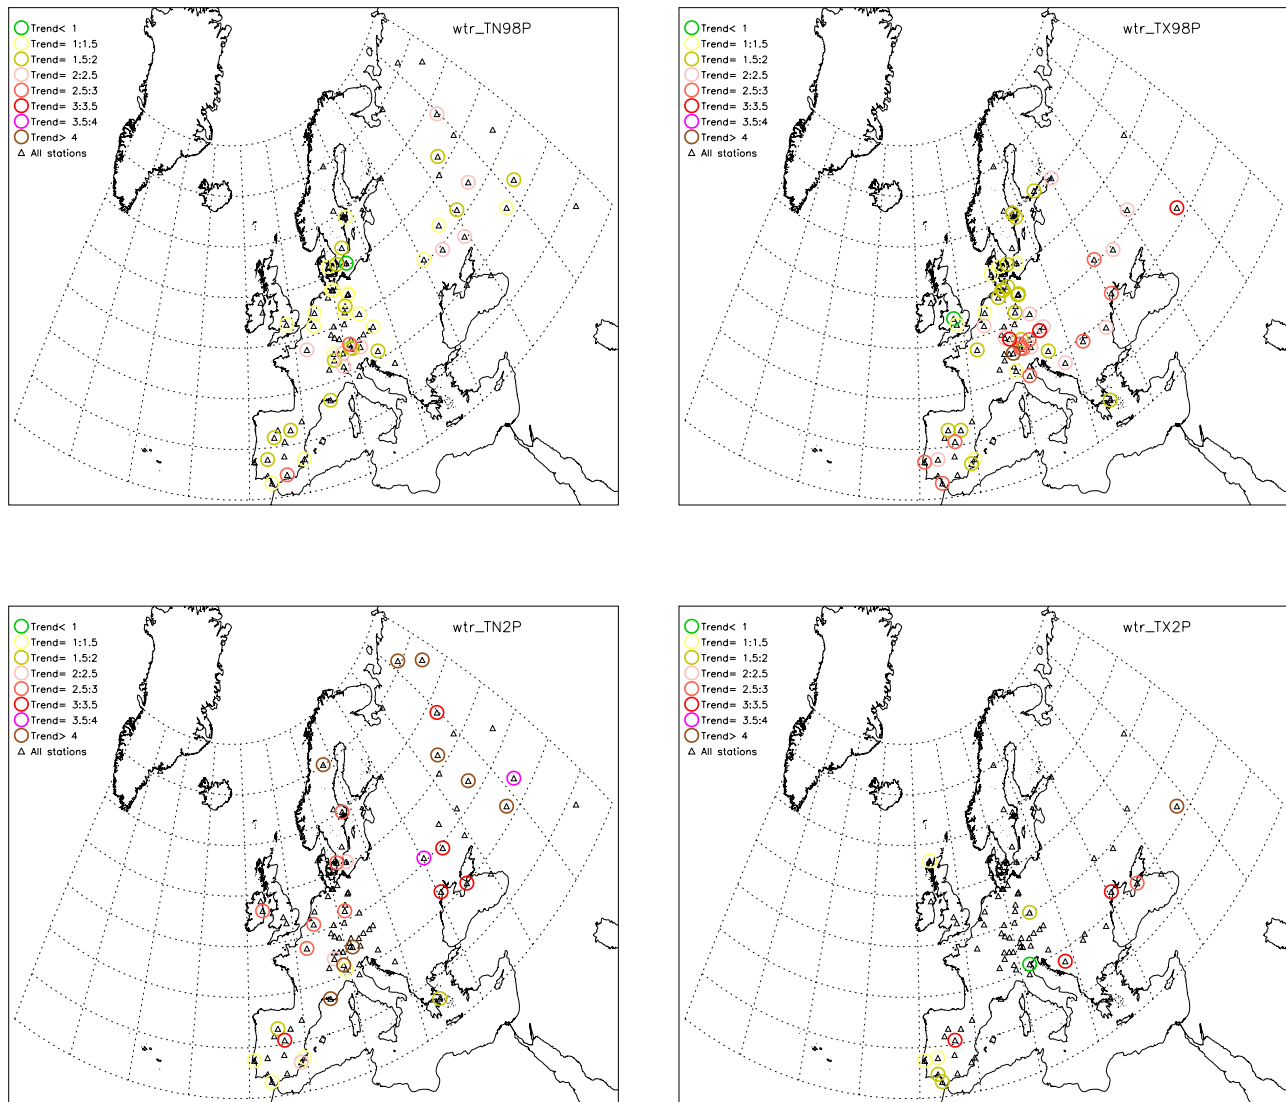 wtr_TN98P
Trend< 1
Trend= 1:1.5
Trend= 1.5:2
Trend= 2:2.5
Trend= 2.5:3
Trend= 3:3.5
Trend= 3.5:4
Trend> 4
All stations
wtr_TX98P
Trend< 1
Trend= 1:1.5
Trend= 1.5:2
Trend= 2:2.5
Trend= 2.5:3
Trend= 3:3.5
Trend= 3.5:4
Trend> 4
All stations
wtr_TN2P
Trend< 1
Trend= 1:1.5
Trend= 1.5:2
Trend= 2:2.5
Trend= 2.5:3
Trend= 3:3.5
Trend= 3.5:4
Trend> 4
All stations
wtr_TX2P
Trend< 1
Trend= 1:1.5
Trend= 1.5:2
Trend= 2:2.5
Trend= 2.5:3
Trend= 3:3.5
Trend= 3.5:4
Trend> 4
All stations